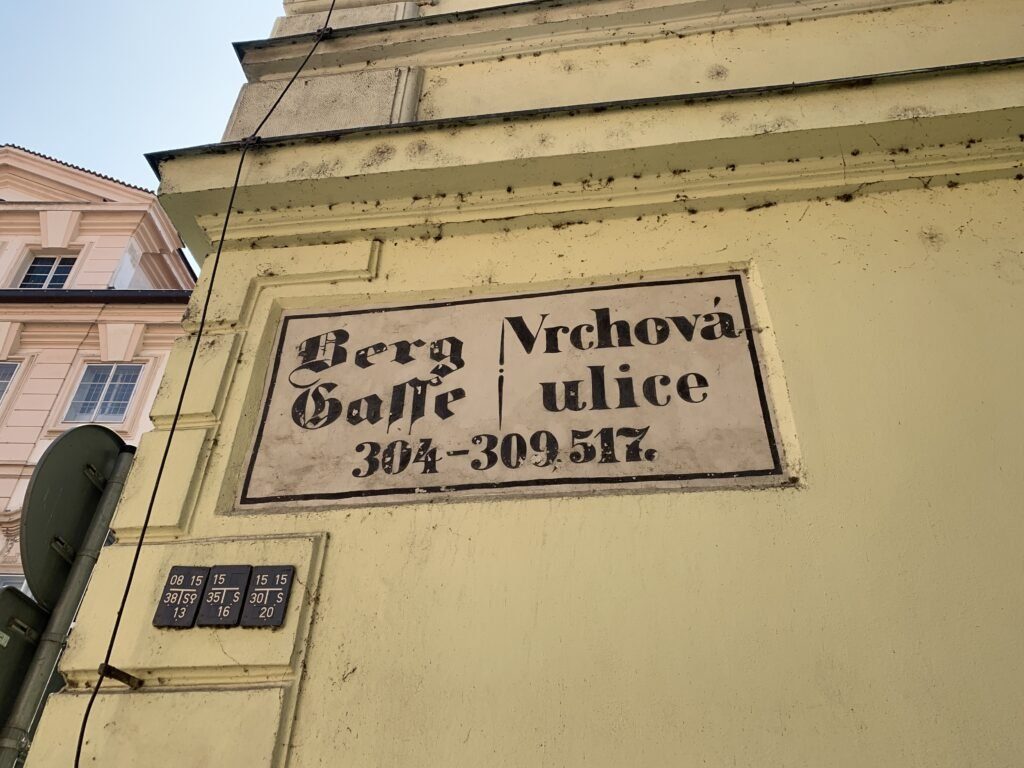 Berg
Gasse
Vrchová
ulice
304-309.517.
08 15
38 S9
13
15
35 S
16
15 15
30 S
20